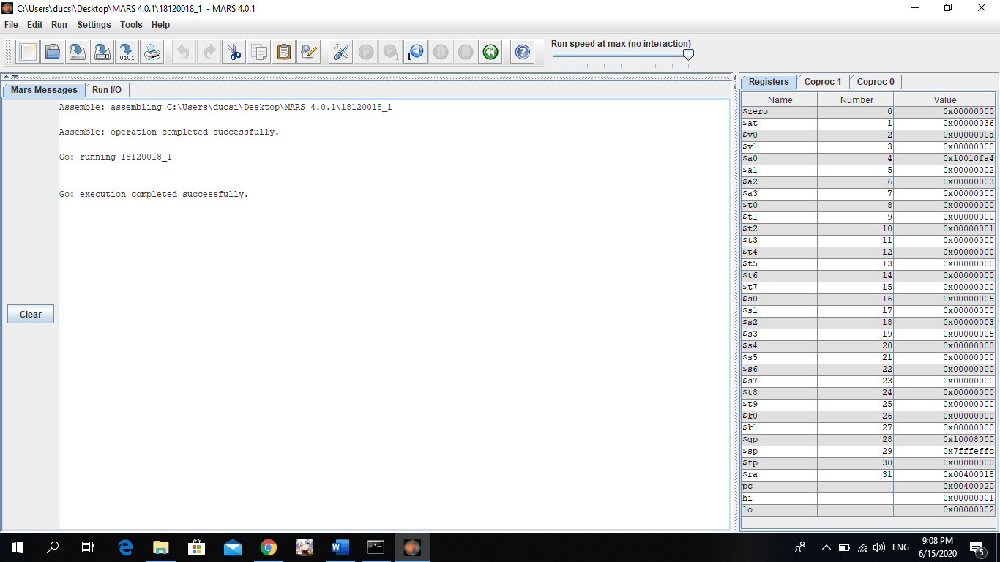 C:\Users\ducsi\Desktop\MARS 4.0.1\18120018_1 - MARS 4.0.1
File Edit Run Settings Tools Help
0101
1
1
Run speed at max (no interaction)
Mars Messages Run I/O
Assemble: assembling C:\Users\ducsi\Desktop\MARS 4.0.1\18120018_1
Assemble: operation completed successfully.
Go: running 18120018_1
Go: execution completed successfully.
Clear
Registers Coproc 1 Coproc 0
Name Number Value
$zero 0 0x00000000
$at 1 0x00000036
$v0 2 0x0000000a
$v1 3 0x00000000
$a0 4 0x10010fa4
$a1 5 0x00000002
$a2 6 0x00000003
$a3 7 0x00000000
$t0 8 0x00000000
$t1 9 0x00000000
$t2 10 0x00000001
$t3 11 0x00000000
$t4 12 0x00000000
$t5 13 0x00000000
$t6 14 0x00000000
$t7 15 0x00000000
$s0 16 0x00000005
$s1 17 0x00000000
$s2 18 0x00000003
$s3 19 0x00000005
$s4 20 0x00000000
$s5 21 0x00000000
$s6 22 0x00000000
$s7 23 0x00000000
$t8 24 0x00000000
$t9 25 0x00000000
$k0 26 0x00000000
$k1 27 0x00000000
$gp 28 0x10008000
$sp 29 0x7fffeffc
$fp 30 0x00000000
$ra 31 0x00400018
pc 0x00400020
hi 0x00000001
lo 0x00000002
ENG
9:08 PM
6/15/2020
5